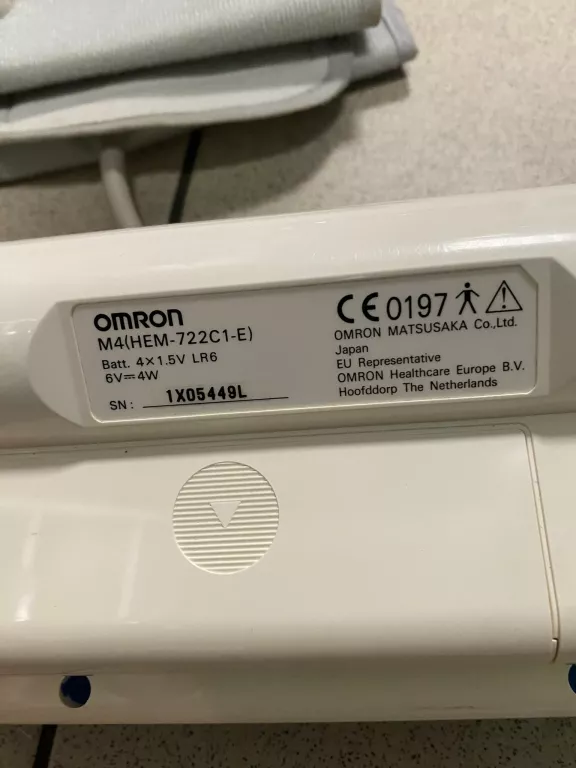 OMRON
M4(HEM-722C1-E)
Batt. 4×1.5V LR6
6V⎓4W
SN: 1X05449L
CE 0197
OMRON MATSUSAKA Co.,Ltd.
Japan
EU Representative
OMRON Healthcare Europe B.V.
Hoofddorp The Netherlands